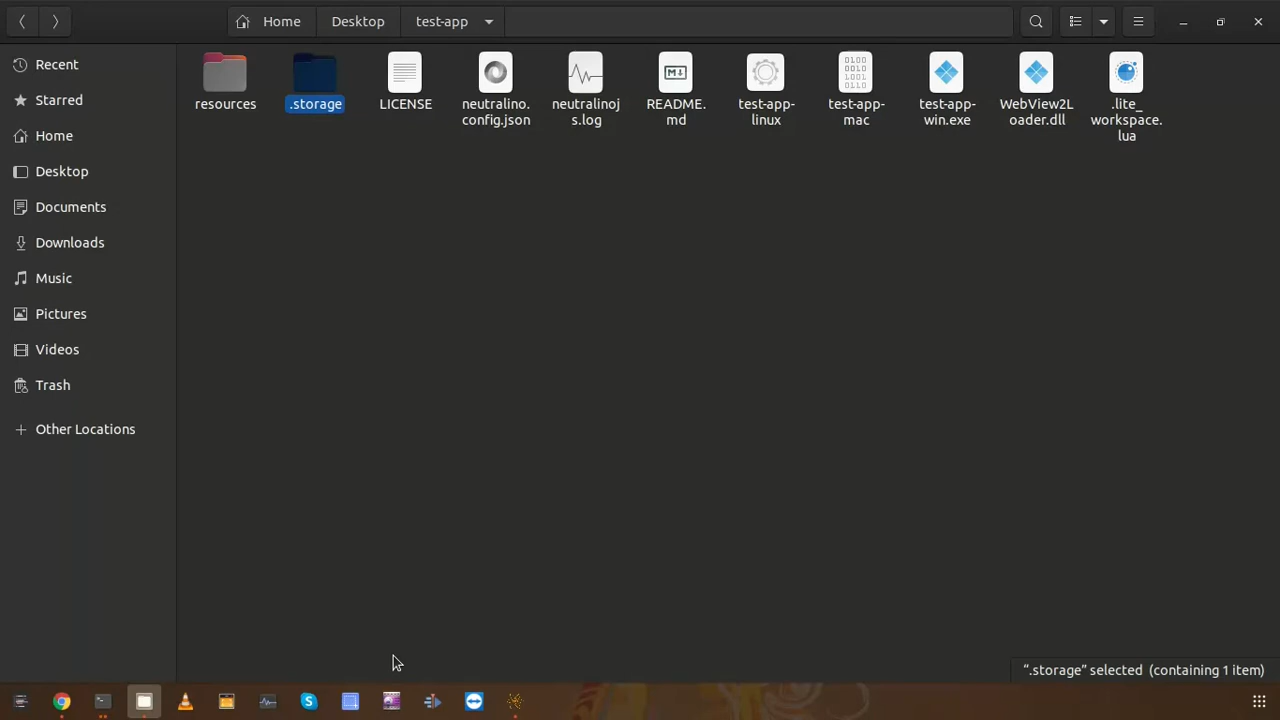 Home
Desktop
test-app
Recent
Starred
Home
Desktop
Documents
Downloads
Music
Pictures
Videos
Trash
Other Locations
resources
.storage
LICENSE
neutralino.
config.json
neutralinoj
s.log
README.
md
test-app-
linux
test-app-
mac
test-app-
win.exe
WebView2L
oader.dll
.lite_
workspace.
lua
“.storage” selected (containing 1 item)